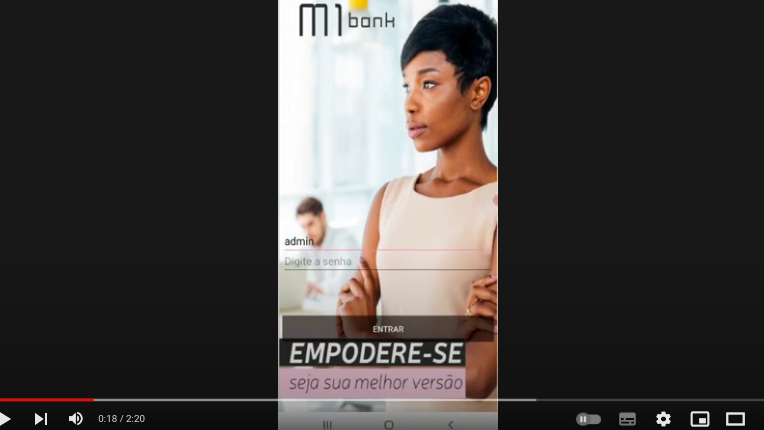 M1 bank
admin
Digite a senha
ENTRAR
EMPODERE-SE
seja sua melhor versão
0:18 / 2:20